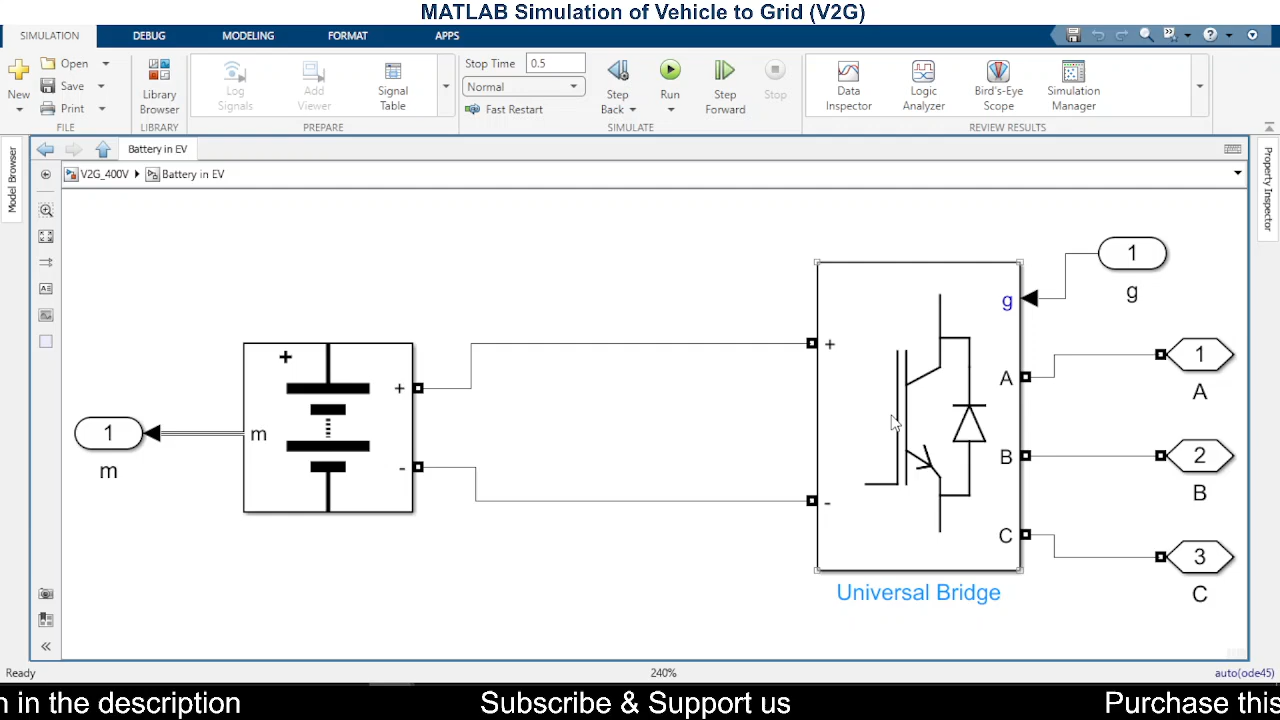 MATLAB Simulation of Vehicle to Grid (V2G)
SIMULATION DEBUG MODELING FORMAT APPS
New
Open
Save
Print
FILE
Library Browser
LIBRARY
Log Signals
Add Viewer
Signal Table
PREPARE
Stop Time 0.5
Normal
Fast Restart
Step Back
Run
Step Forward
Stop
SIMULATE
Data Inspector
Logic Analyzer
Bird's-Eye Scope
Simulation Manager
REVIEW RESULTS
Model Browser
Battery in EV
Property Inspector
V2G_400V Battery in EV
1
m
m
+
+
-
+
-
g
A
B
C
Universal Bridge
1
g
1
A
2
B
3
C
Ready 240% auto(ode45)
n in the description Subscribe & Support us Purchase this